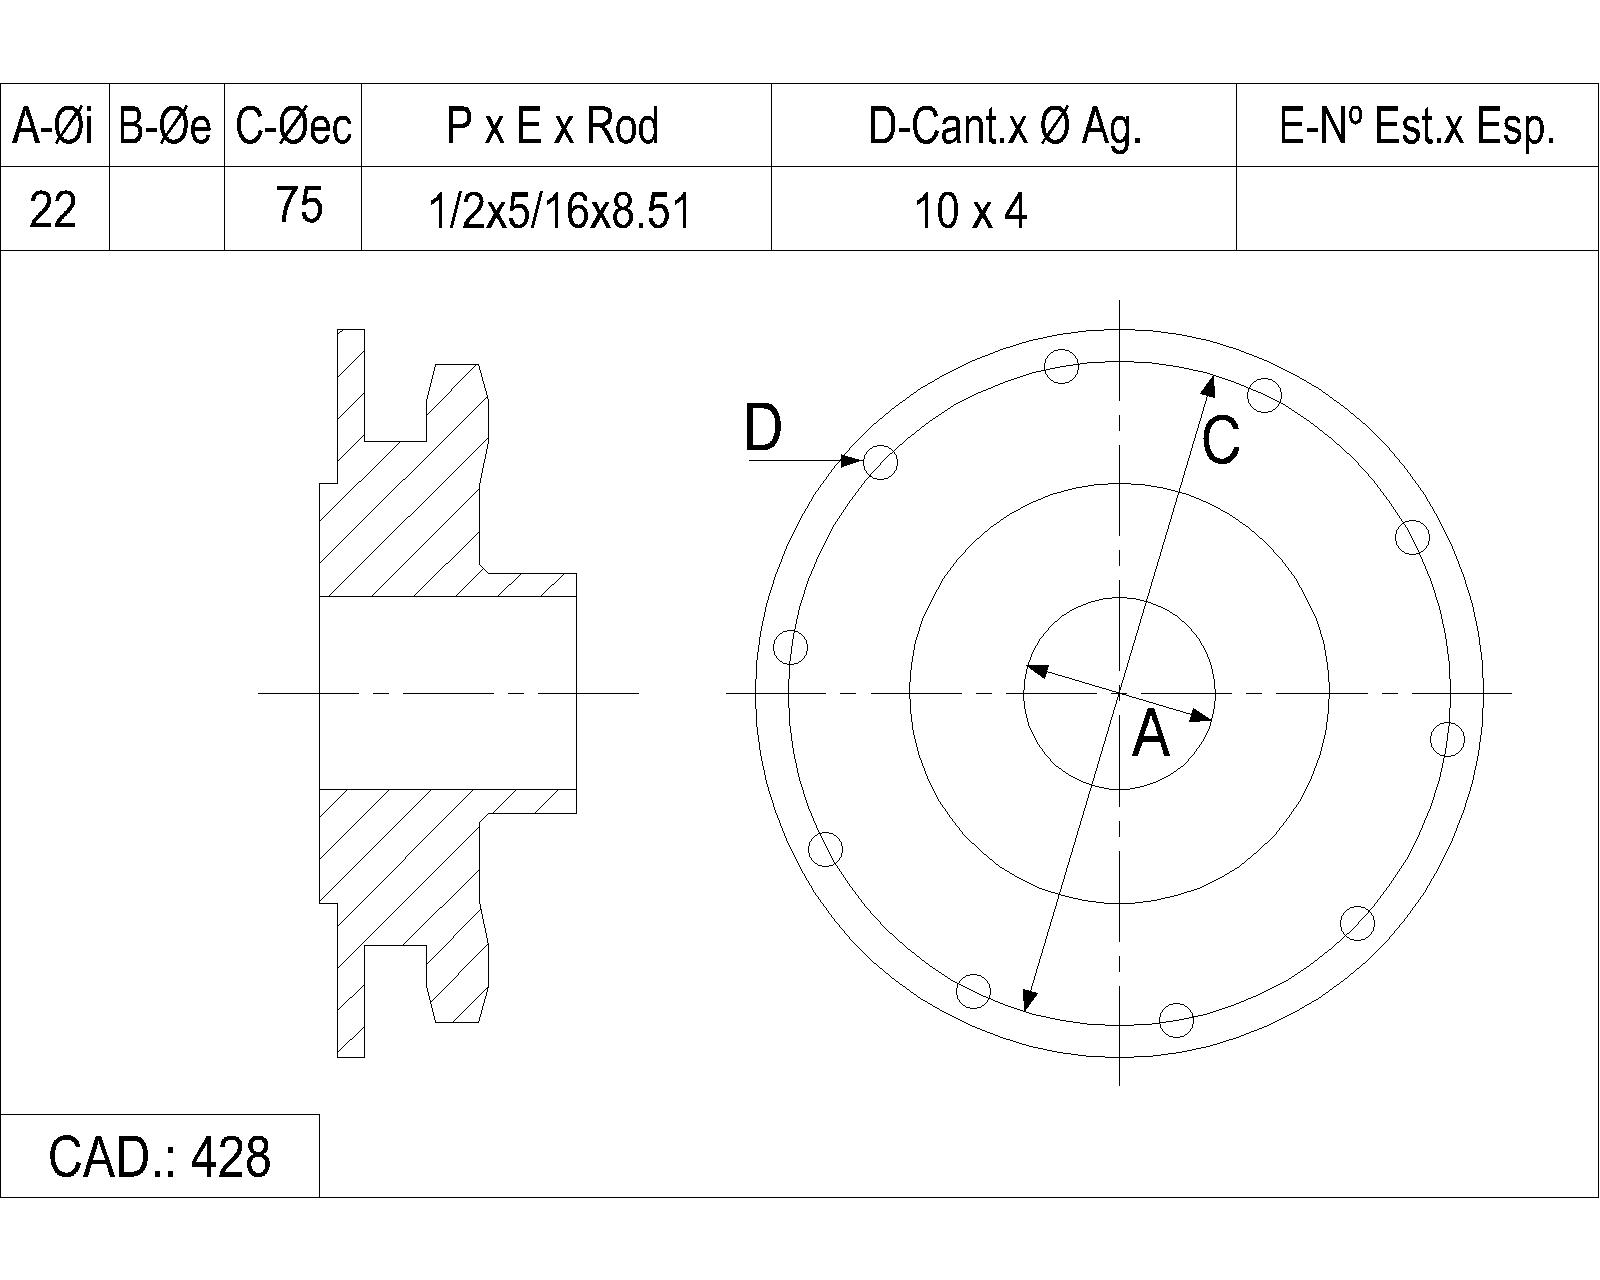 A-Øi B-Øe C-Øec P x E x Rod D-Cant.x Ø Ag. E-Nº Est.x Esp.
22 75 1/2x5/16x8.51 10 x 4
D
C
A
CAD.: 428